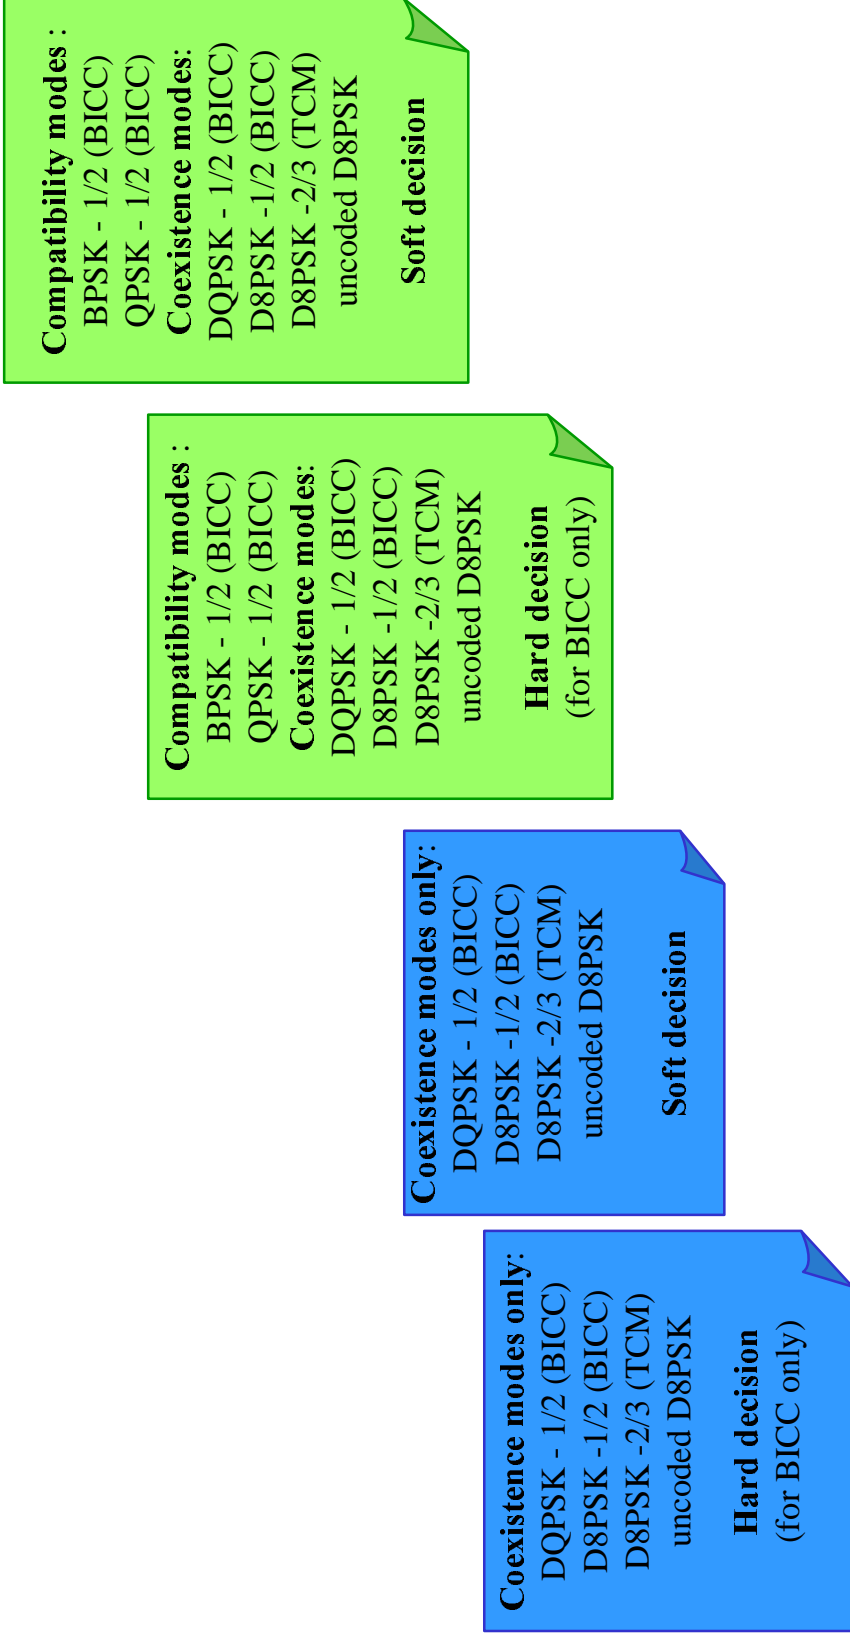 Coexistence modes only:
DQPSK - 1/2 (BICC)
D8PSK -1/2 (BICC)
D8PSK -2/3 (TCM)
uncoded D8PSK
Hard decision
(for BICC only)
Coexistence modes only:
DQPSK - 1/2 (BICC)
D8PSK -1/2 (BICC)
D8PSK -2/3 (TCM)
uncoded D8PSK
Soft decision
Compatibility modes :
BPSK - 1/2 (BICC)
QPSK - 1/2 (BICC)
Coexistence modes:
DQPSK - 1/2 (BICC)
D8PSK -1/2 (BICC)
D8PSK -2/3 (TCM)
uncoded D8PSK
Hard decision
(for BICC only)
Compatibility modes :
BPSK - 1/2 (BICC)
QPSK - 1/2 (BICC)
Coexistence modes:
DQPSK - 1/2 (BICC)
D8PSK -1/2 (BICC)
D8PSK -2/3 (TCM)
uncoded D8PSK
Soft decision